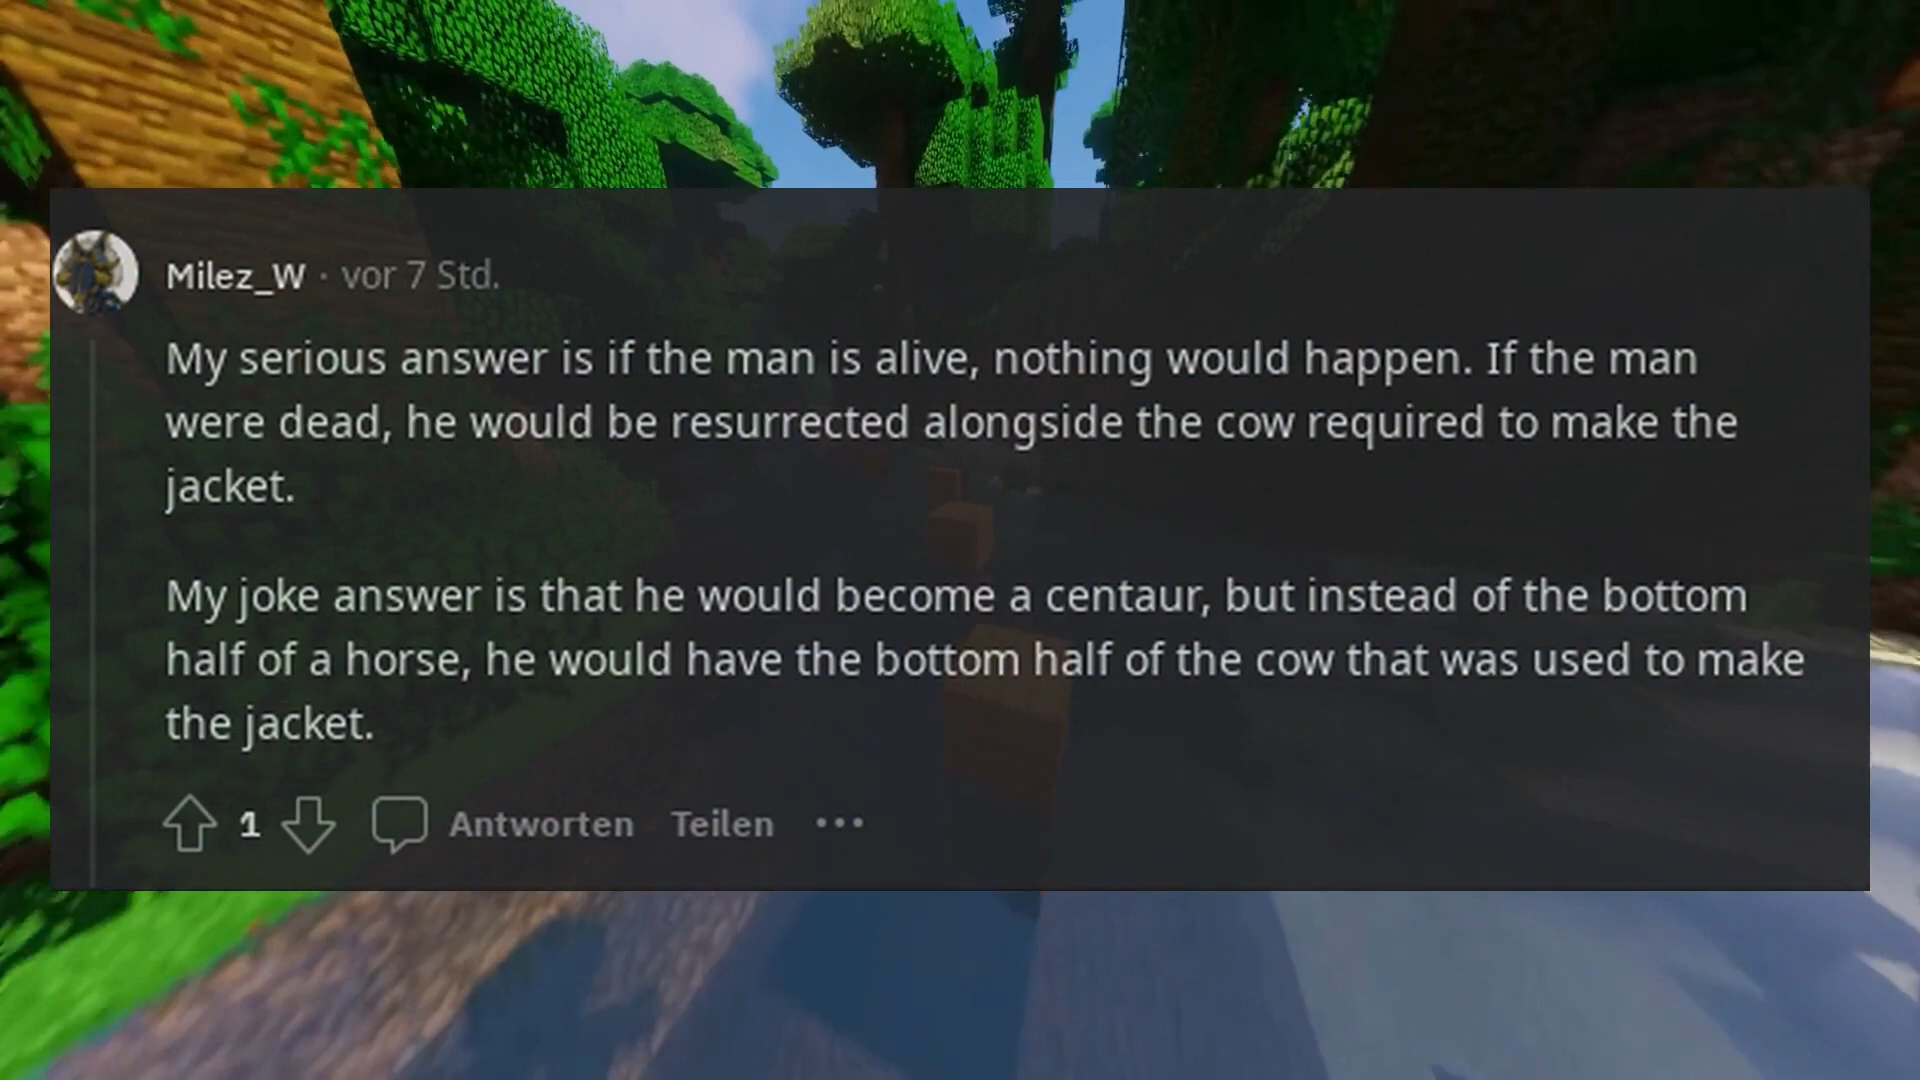 Milez_W · vor 7 Std.
My serious answer is if the man is alive, nothing would happen. If the man
were dead, he would be resurrected alongside the cow required to make the
jacket.
My joke answer is that he would become a centaur, but instead of the bottom
half of a horse, he would have the bottom half of the cow that was used to make
the jacket.
1 Antworten Teilen ...